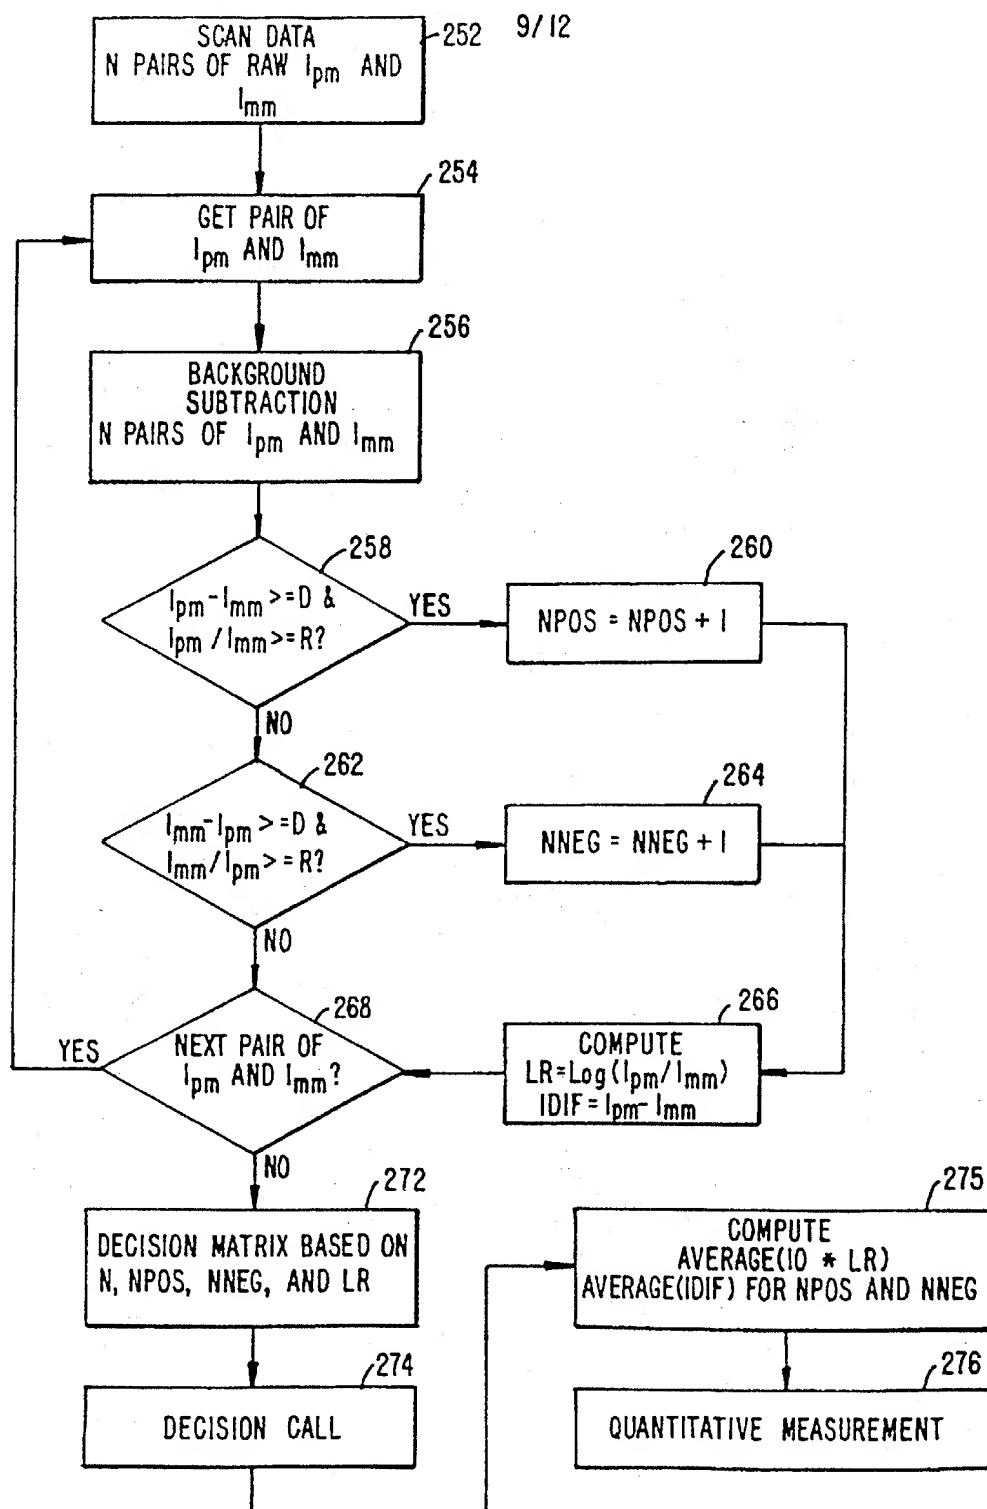 9/12
SCAN DATA
N PAIRS OF RAW Ipm AND
Imm
252
254
GET PAIR OF
Ipm AND Imm
256
BACKGROUND
SUBTRACTION
N PAIRS OF Ipm AND Imm
258
Ipm-Imm >=D &
Ipm /Imm >=R?
YES
260
NPOS = NPOS + 1
NO
262
Imm-Ipm >=D &
Imm/Ipm >=R?
YES
264
NNEG = NNEG + 1
NO
268
NEXT PAIR OF
Ipm AND Imm?
YES
266
COMPUTE
LR=Log(Ipm/Imm)
IDIF=Ipm-Imm
NO
272
DECISION MATRIX BASED ON
N, NPOS, NNEG, AND LR
274
DECISION CALL
275
COMPUTE
AVERAGE(10 * LR)
AVERAGE(IDIF) FOR NPOS AND NNEG
276
QUANTITATIVE MEASUREMENT